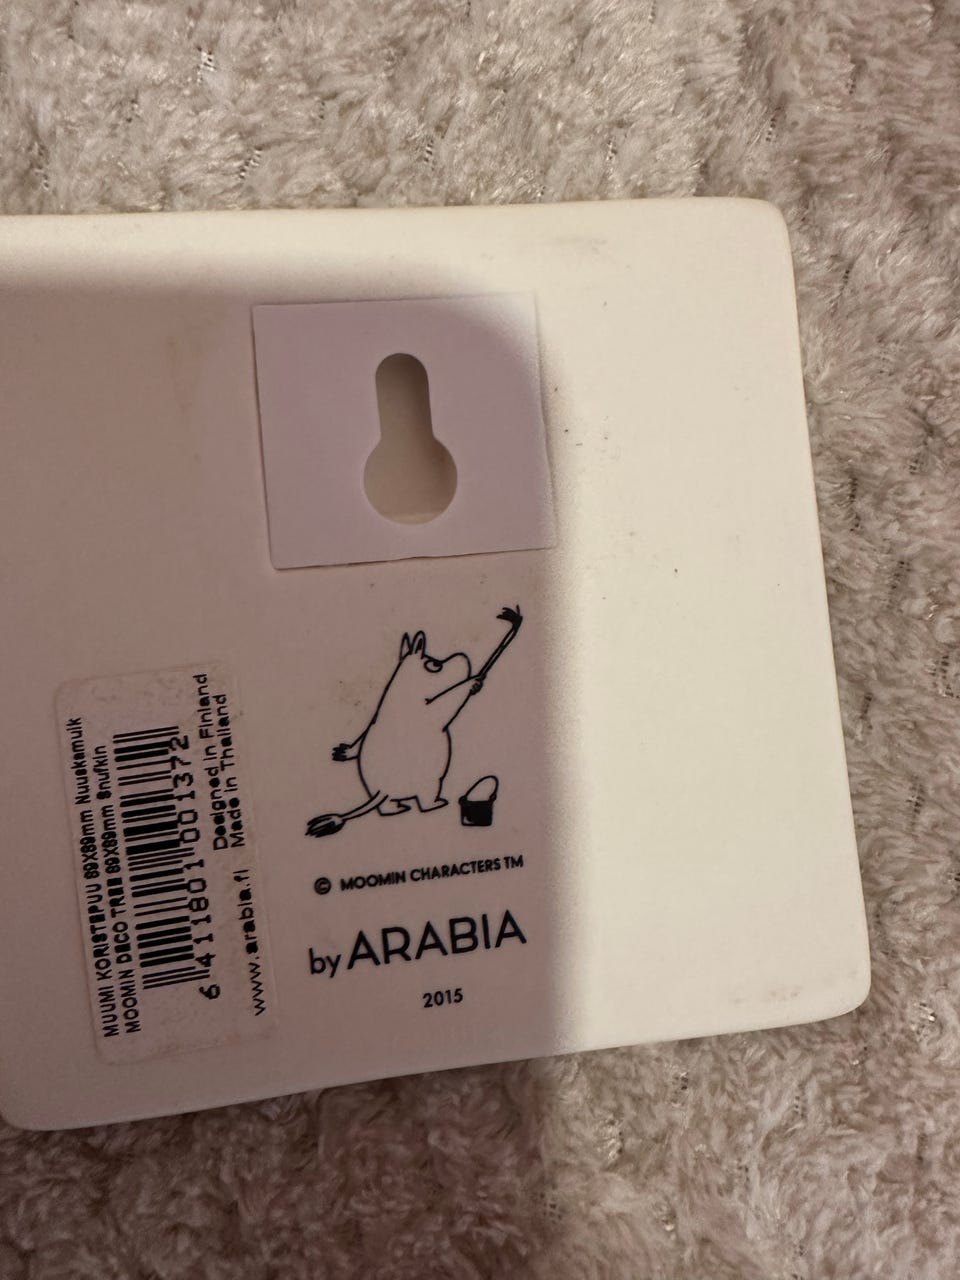 MUUMI KORISTEPUU 89X89mm Nuuskamuik
MOOMIN DECO TREE 89X89mm Snufkin
6 411801 001372
Designed in Finland
www.arabia.fi Made in Thailand
© MOOMIN CHARACTERS TM
by ARABIA
2015